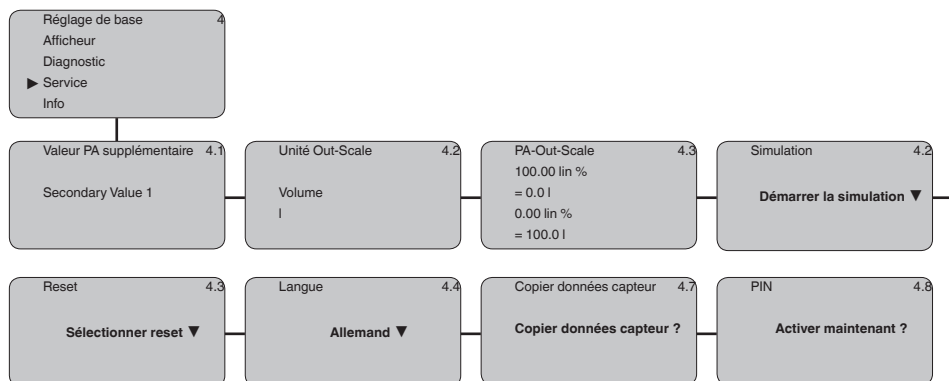 Réglage de base 4
Afficheur
Diagnostic
▶ Service
Info
Valeur PA supplémentaire 4.1
Secondary Value 1
Unité Out-Scale 4.2
Volume
l
PA-Out-Scale 4.3
100.00 lin %
= 0.0 l
0.00 lin %
= 100.0 l
Simulation 4.2
Démarrer la simulation ▼
Reset 4.3
Sélectionner reset ▼
Langue 4.4
Allemand ▼
Copier données capteur 4.7
Copier données capteur ?
PIN 4.8
Activer maintenant ?